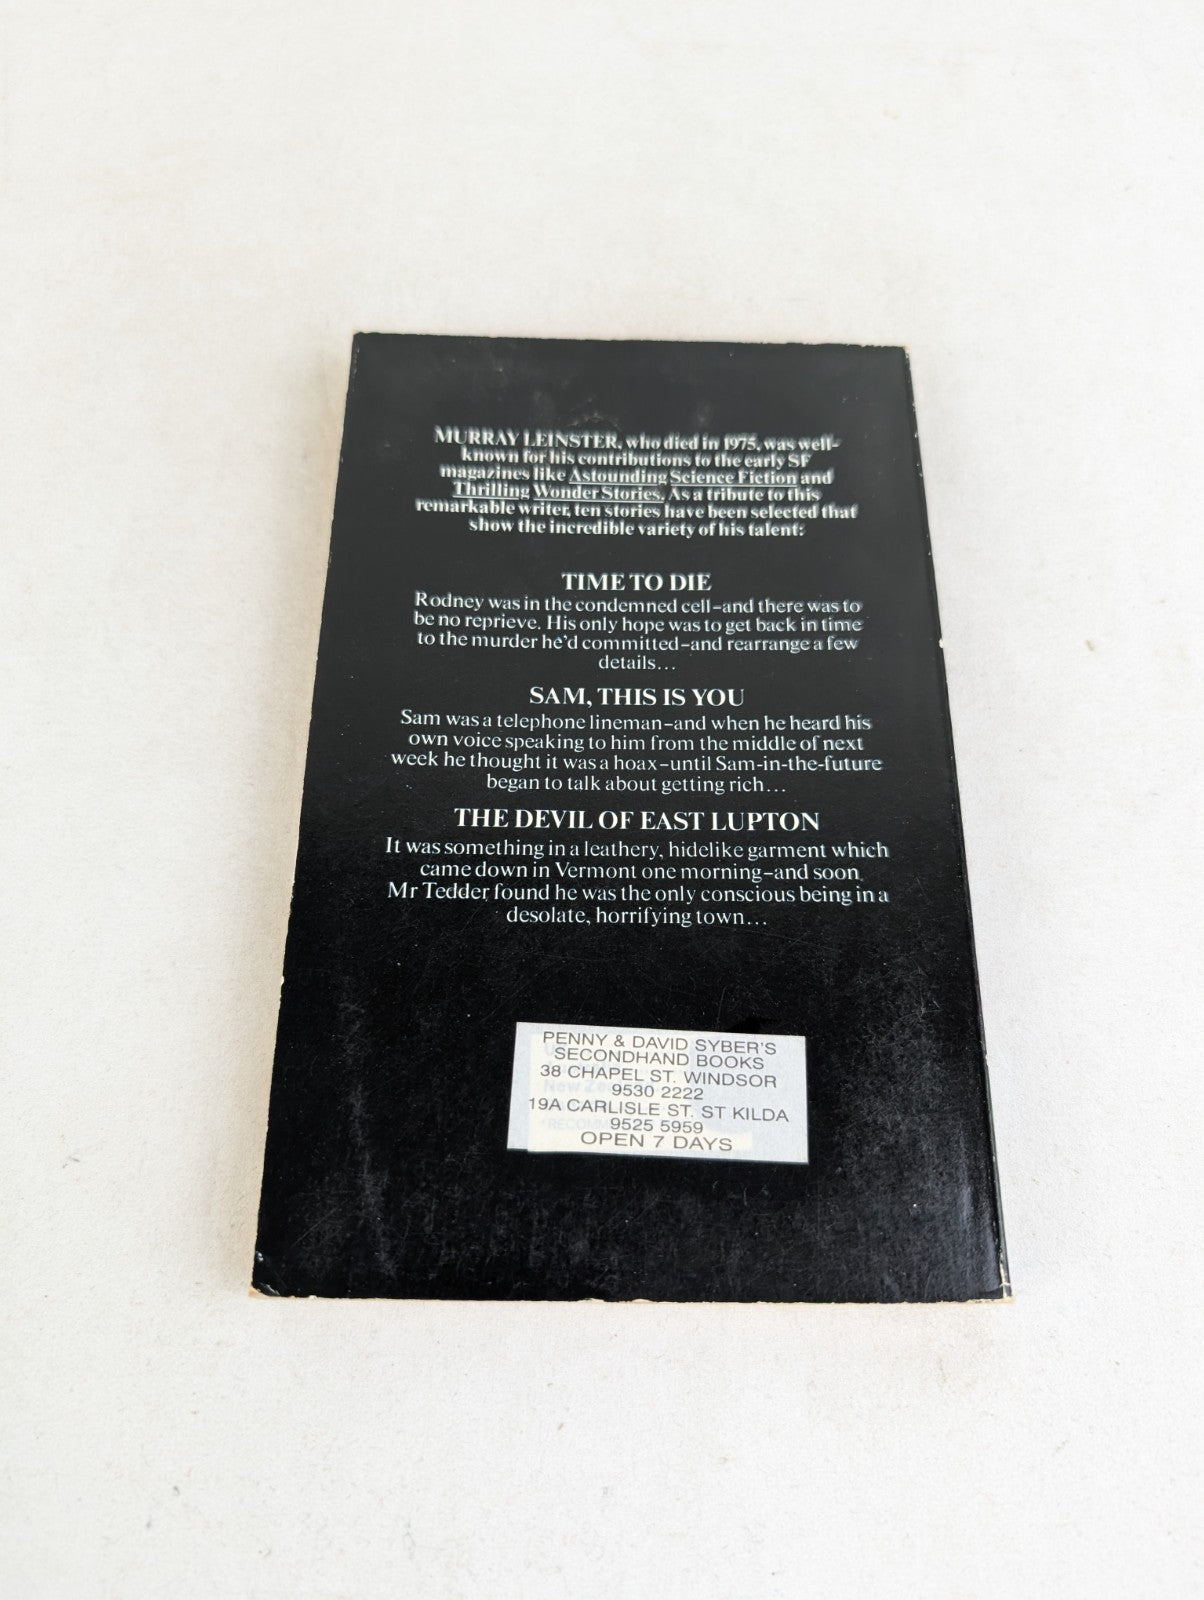 MURRAY LEINSTER, who died in 1975, was well-
known for his contributions to the early SF
magazines like Astounding Science Fiction and
Thrilling Wonder Stories. As a tribute to this
remarkable writer, ten stories have been selected that
show the incredible variety of his talent:
TIME TO DIE
Rodney was in the condemned cell–and there was to
be no reprieve. His only hope was to get back in time
to the murder he'd committed–and rearrange a few
details...
SAM, THIS IS YOU
Sam was a telephone lineman–and when he heard his
own voice speaking to him from the middle of next
week he thought it was a hoax–until Sam-in-the-future
began to talk about getting rich...
THE DEVIL OF EAST LUPTON
It was something in a leathery, hidelike garment which
came down in Vermont one morning–and soon
Mr Tedder found he was the only conscious being in a
desolate, horrifying town...
PENNY & DAVID SYBER'S
SECONDHAND BOOKS
38 CHAPEL ST. WINDSOR
9530 2222
19A CARLISLE ST. ST KILDA
9525 5959
OPEN 7 DAYS